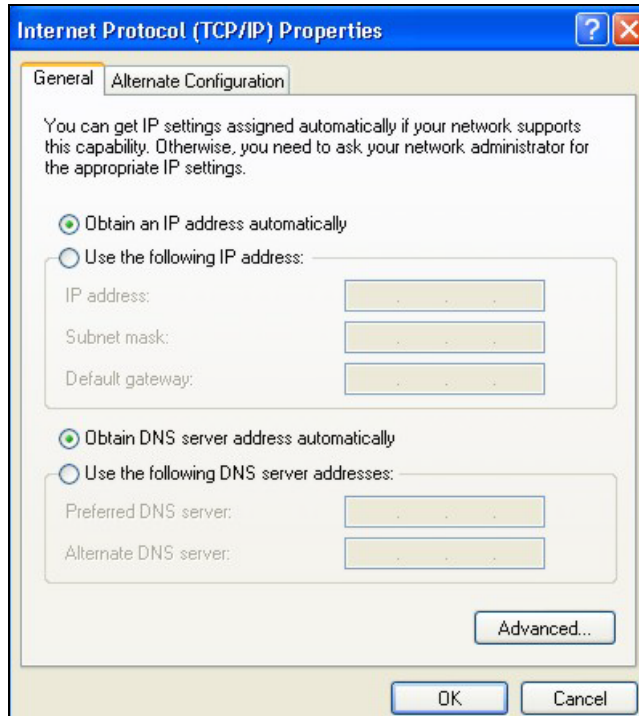 Internet Protocol (TCP/IP) Properties
General
Alternate Configuration
You can get IP settings assigned automatically if your network supports
this capability. Otherwise, you need to ask your network administrator for
the appropriate IP settings.
Obtain an IP address automatically
Use the following IP address:
IP address:
Subnet mask:
Default gateway:
Obtain DNS server address automatically
Use the following DNS server addresses:
Preferred DNS server:
Alternate DNS server:
Advanced...
OK
Cancel